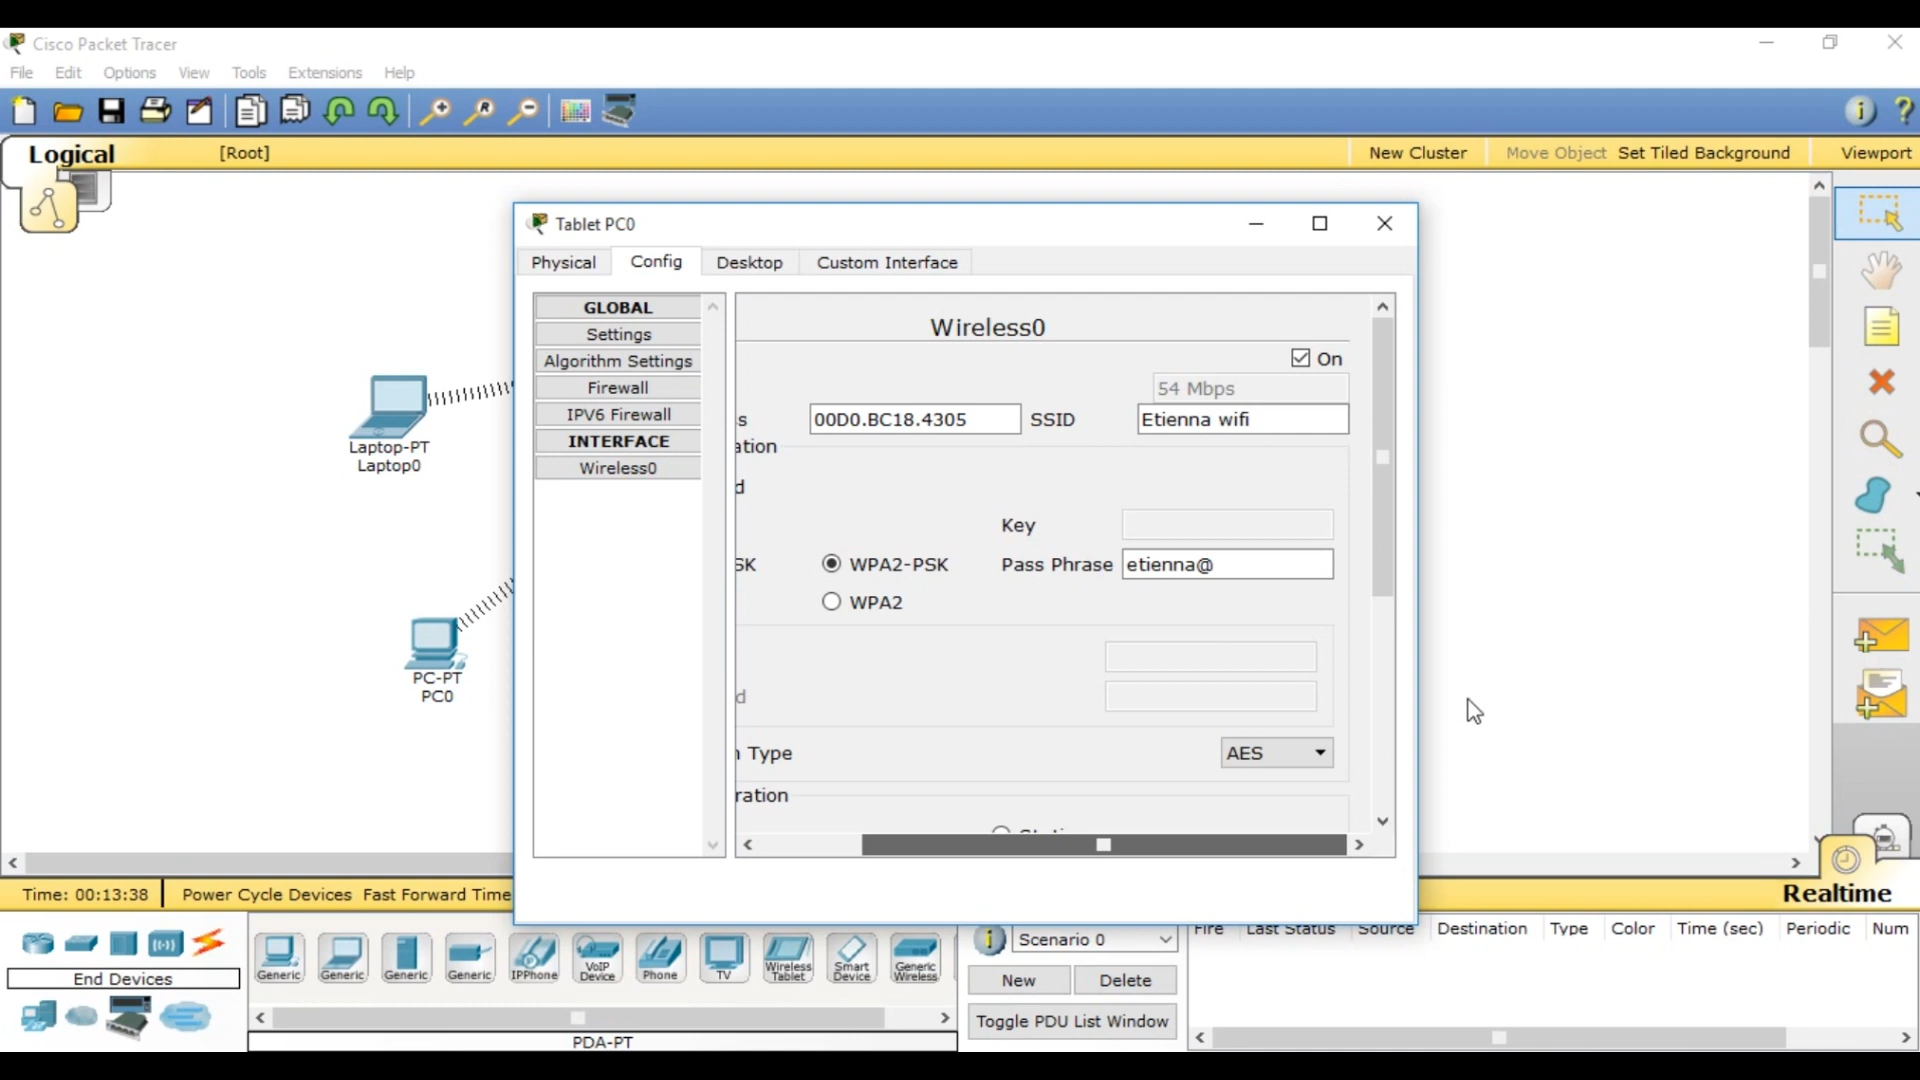 Cisco Packet Tracer
File Edit Options View Tools Extensions Help
Logical [Root] New Cluster Move Object Set Tiled Background Viewport
Tablet PC0
Physical Config Desktop Custom Interface
GLOBAL
Settings
Algorithm Settings
Firewall
IPV6 Firewall
INTERFACE
Wireless0
Wireless0
On
54 Mbps
s 00D0.BC18.4305 SSID Etienna wifi
ation
d
Key
SK WPA2-PSK Pass Phrase etienna@
WPA2
d
n Type AES
ration
Laptop-PT
Laptop0
PC-PT
PC0
Time: 00:13:38 Power Cycle Devices Fast Forward Time
Realtime
End Devices
Generic Generic Generic Generic IPPhone VoIP Device Phone TV Wireless Tablet Smart Device Generic Wireless
PDA-PT
Scenario 0
New Delete
Toggle PDU List Window
Fire Last Status Source Destination Type Color Time (sec) Periodic Num